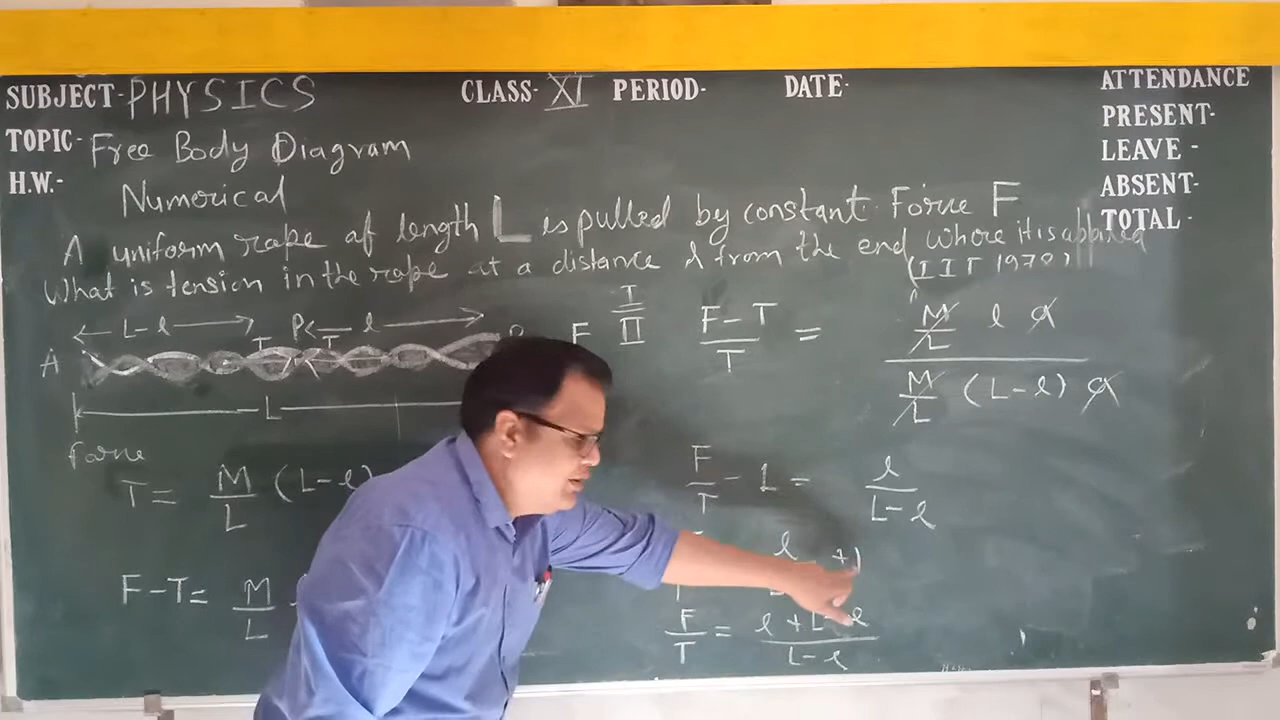 SUBJECT- PHYSICS CLASS- XI PERIOD- DATE- ATTENDANCE
TOPIC- Free Body Diagram PRESENT-
H.W.- LEAVE -
Numerical ABSENT-
TOTAL -
A uniform rope of length L is pulled by constant Force F
What is tension in the rope at a distance l from the end where it is applied
(IIT 1978)
L-l P l
A T T F
L
force
T = M/L (L-l)
F-T = M/L
I/II (F-T)/T = (M/L l a)/(M/L (L-l) a)
F/T - L = l/(L-l)
l +1
F/T = (l+L-l)/(L-l)